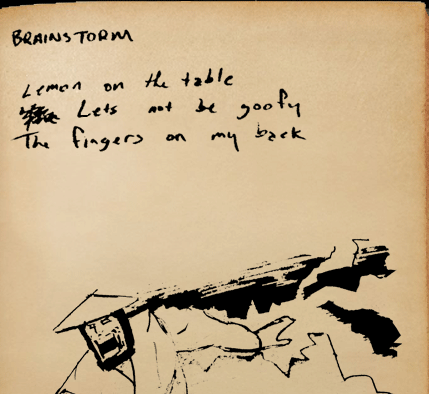 BRAINSTORM
Lemon on the table
Lets not be goofy
The fingers on my back